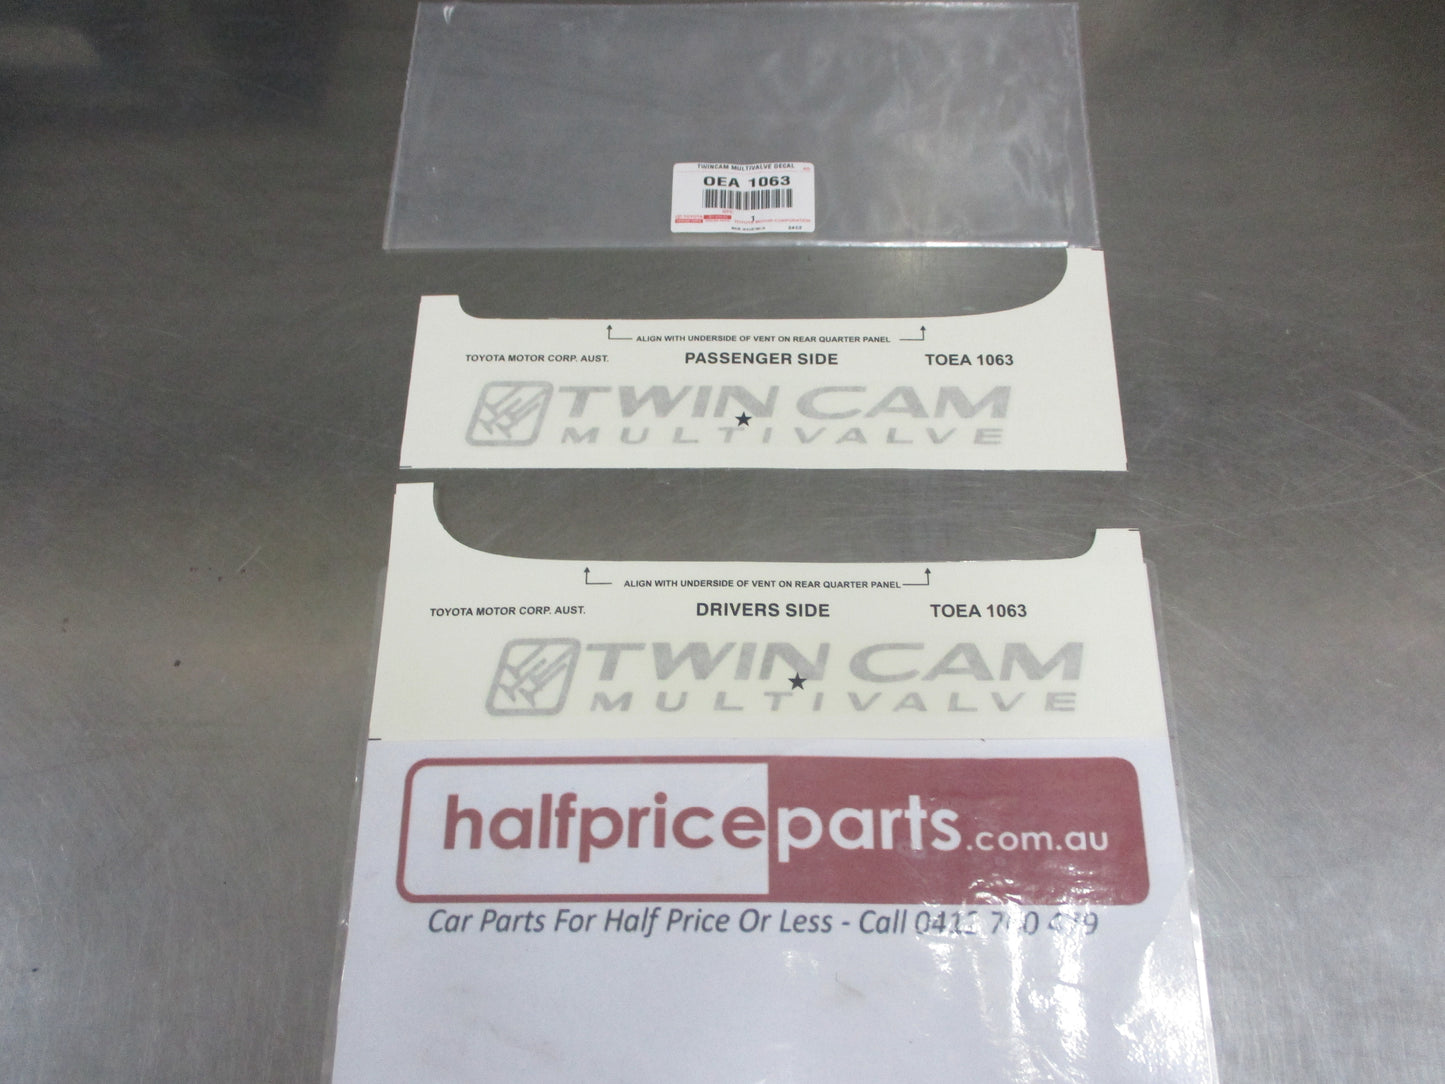 TWINCAM MULTIVALVE DECAL
OEA 1063
1
TOYOTA MOTOR CORPORATION
ALIGN WITH UNDERSIDE OF VENT ON REAR QUARTER PANEL
TOYOTA MOTOR CORP. AUST. PASSENGER SIDE TOEA 1063
TWIN CAM
MULTIVALVE
ALIGN WITH UNDERSIDE OF VENT ON REAR QUARTER PANEL
TOYOTA MOTOR CORP. AUST. DRIVERS SIDE TOEA 1063
TWIN CAM
MULTIVALVE
halfpriceparts.com.au
Car Parts For Half Price Or Less - Call 0412